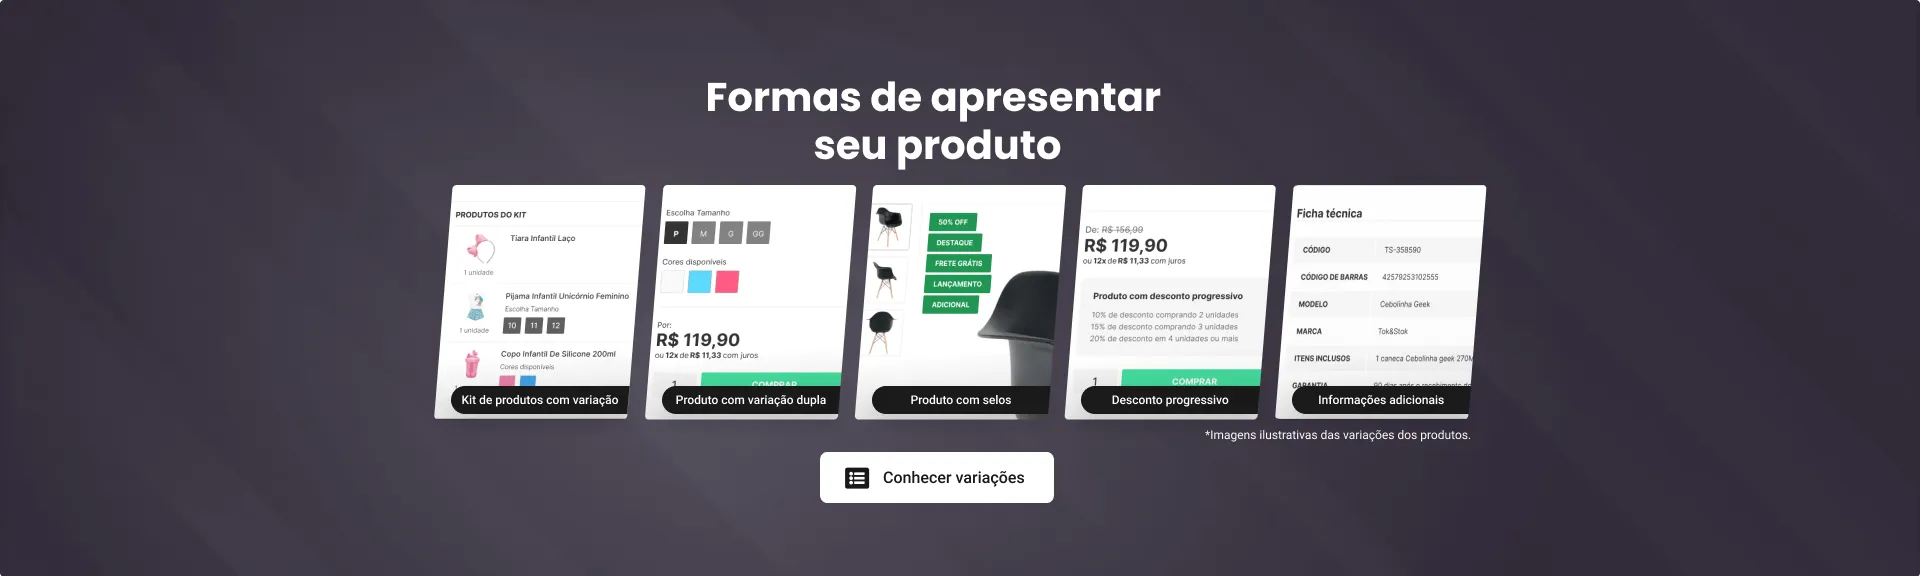 Formas de apresentar
seu produto
PRODUTOS DO KIT
Tiara Infantil Laço
1 unidade
Pijama Infantil Unicórnio Feminino
Escolha Tamanho
1 unidade
10 11 12
Copo Infantil De Silicone 200ml
Cores disponíveis
Kit de produtos com variação
Escolha Tamanho
P M G GG
Cores disponíveis
Por:
R$ 119,90
ou 12x de R$ 11,33 com juros
1 COMPRAR
Produto com variação dupla
50% OFF
DESTAQUE
FRETE GRÁTIS
LANÇAMENTO
ADICIONAL
Produto com selos
De: R$ 156,99
R$ 119,90
ou 12x de R$ 11,33 com juros
Produto com desconto progressivo
10% de desconto comprando 2 unidades
15% de desconto comprando 3 unidades
20% de desconto em 4 unidades ou mais
1 COMPRAR
Desconto progressivo
Ficha técnica
CÓDIGO TS-358590
CÓDIGO DE BARRAS 42579253102555
MODELO Cebolinha Geek
MARCA Tok&Stok
ITENS INCLUSOS 1 caneca Cebolinha geek 270M
GARANTIA 90 dias após o recebimento do
Informações adicionais
*Imagens ilustrativas das variações dos produtos.
Conhecer variações